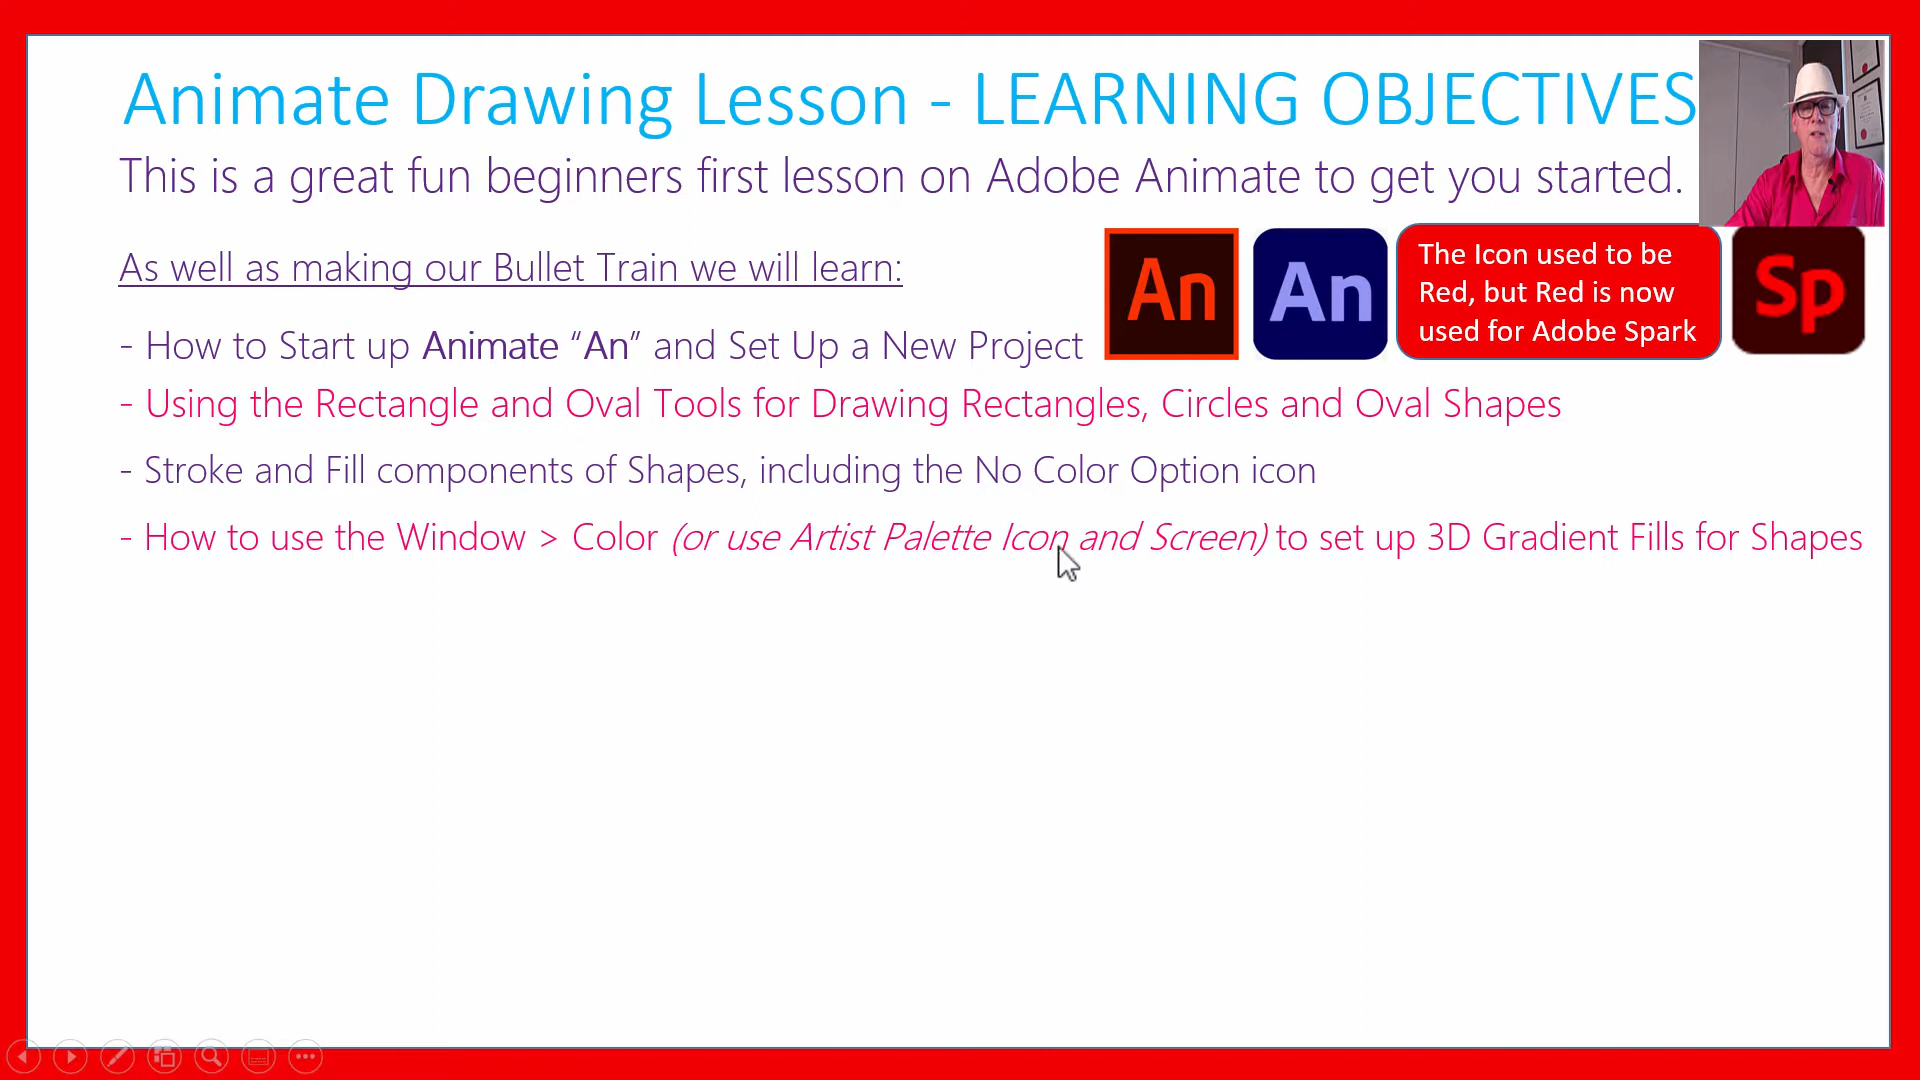 Animate Drawing Lesson - LEARNING OBJECTIVES
This is a great fun beginners first lesson on Adobe Animate to get you started.
As well as making our Bullet Train we will learn:
An
An
The Icon used to be
Red, but Red is now
used for Adobe Spark
Sp
- How to Start up Animate “An” and Set Up a New Project
- Using the Rectangle and Oval Tools for Drawing Rectangles, Circles and Oval Shapes
- Stroke and Fill components of Shapes, including the No Color Option icon
- How to use the Window > Color (or use Artist Palette Icon and Screen) to set up 3D Gradient Fills for Shapes